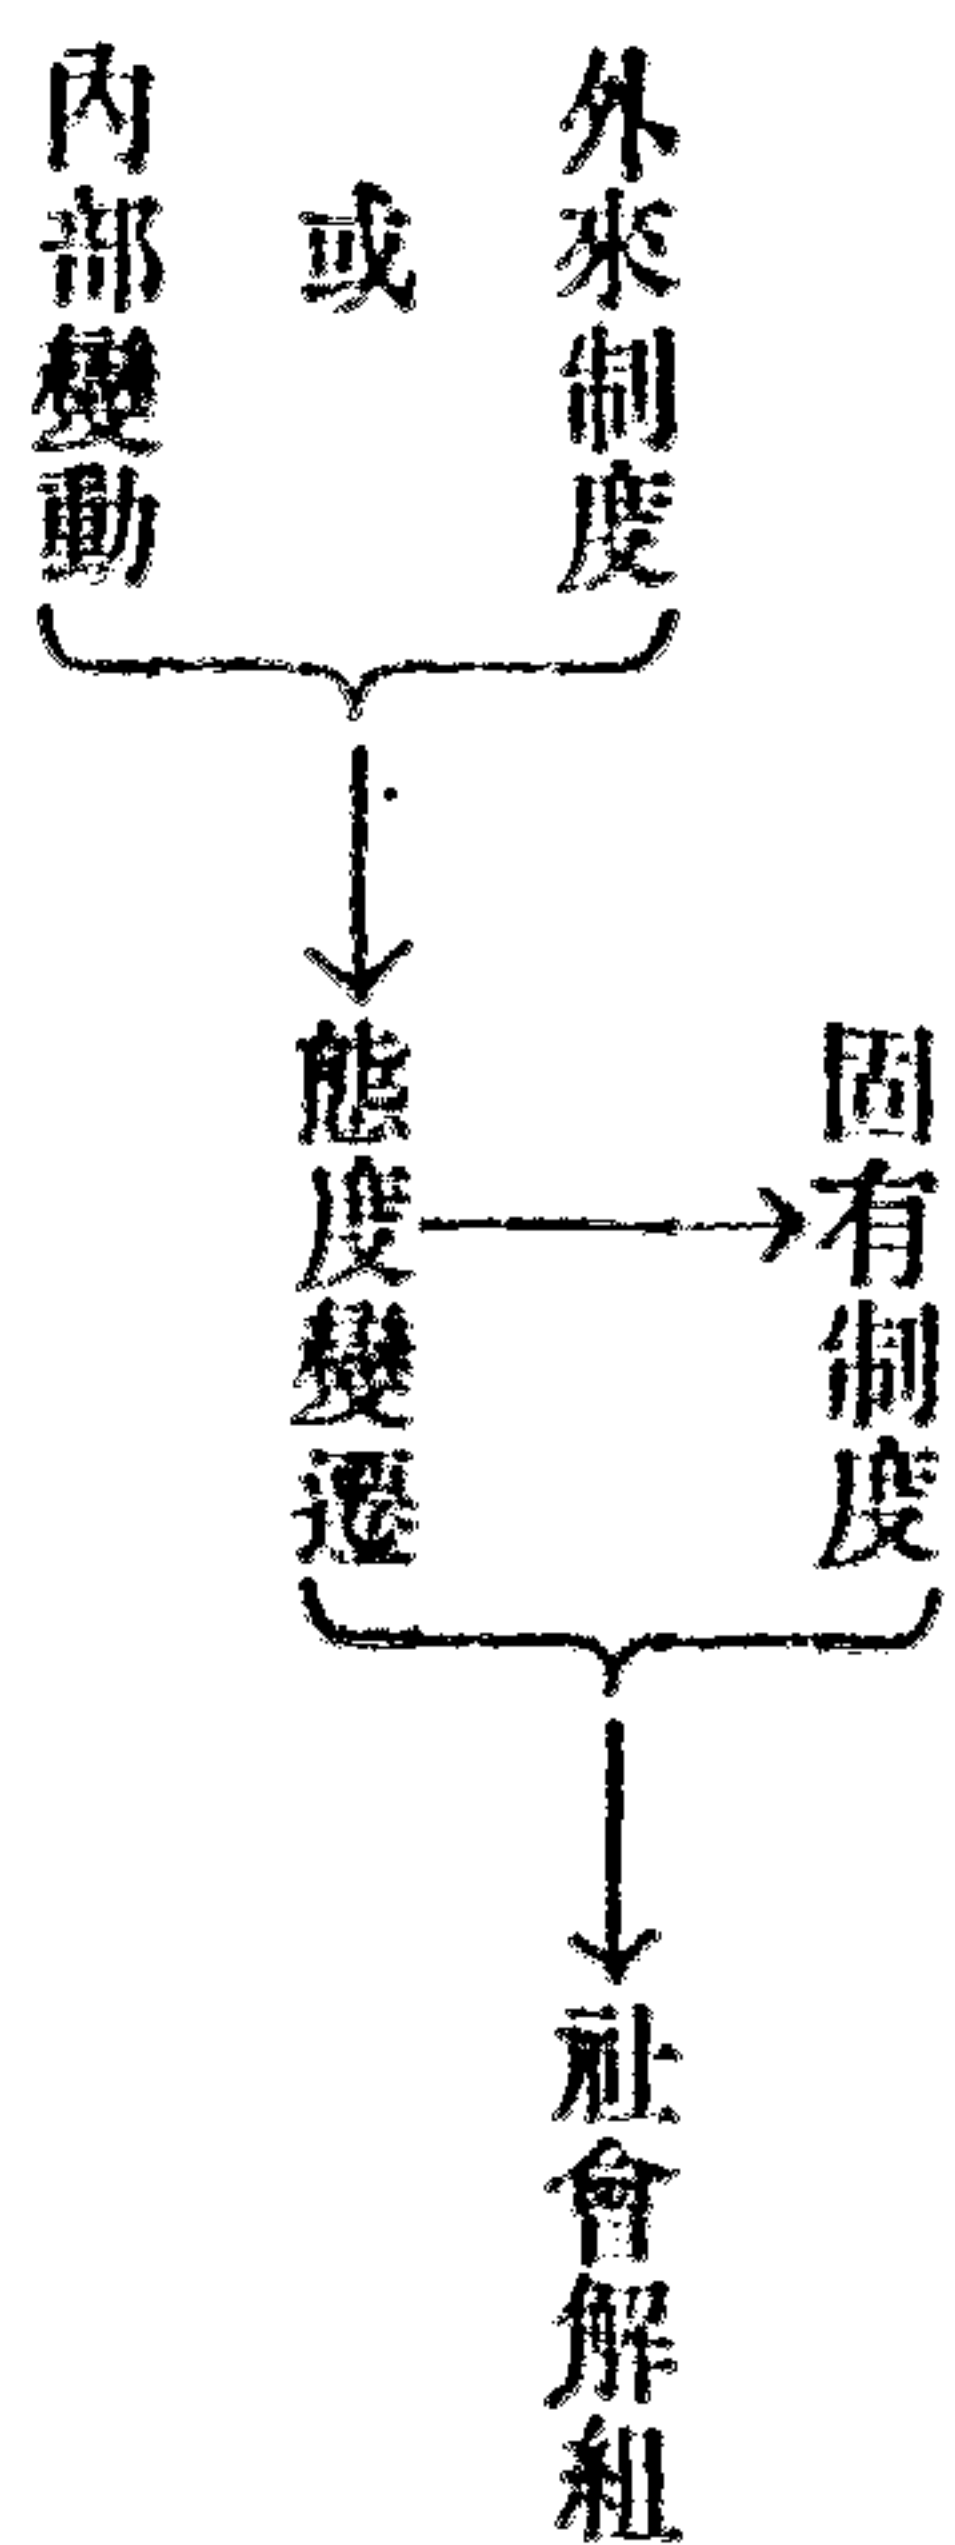 外來制度
或
內部變動
固有制度
態度變遷
社會解組